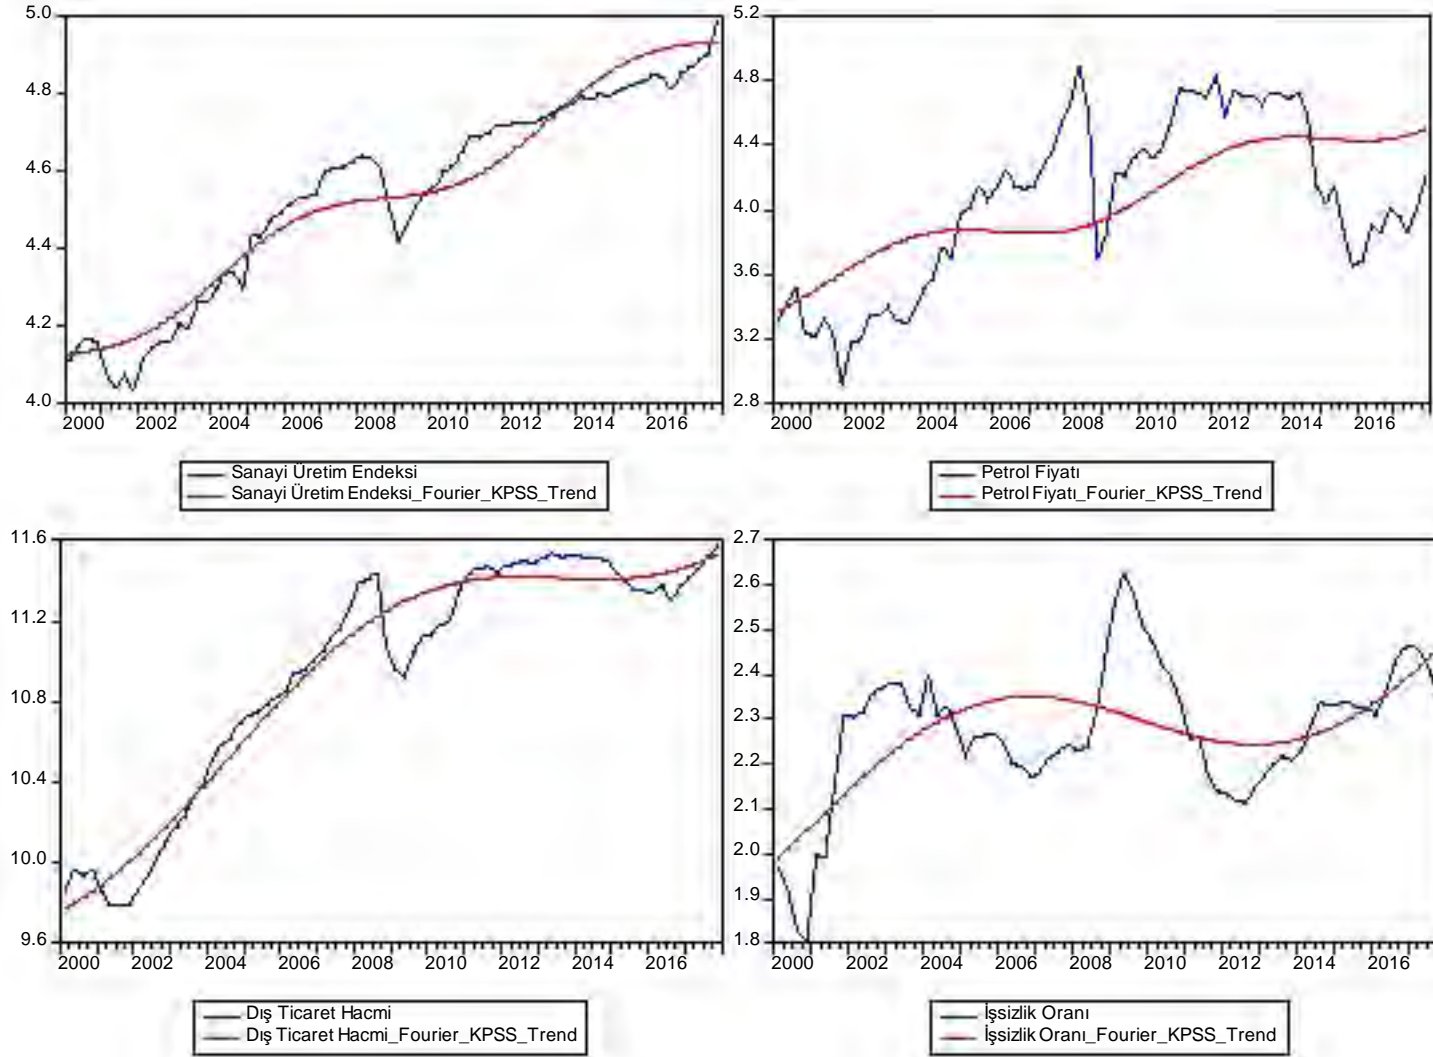 5.0
4.8
4.6
4.4
4.2
4.0
2000 2002 2004 2006 2008 2010 2012 2014 2016
Sanayi Üretim Endeksi
Sanayi Üretim Endeksi_Fourier_KPSS_Trend
5.2
4.8
4.4
4.0
3.6
3.2
2.8
2000 2002 2004 2006 2008 2010 2012 2014 2016
Petrol Fiyatı
Petrol Fiyatı_Fourier_KPSS_Trend
11.6
11.2
10.8
10.4
10.0
9.6
2000 2002 2004 2006 2008 2010 2012 2014 2016
Dış Ticaret Hacmi
Dış Ticaret Hacmi_Fourier_KPSS_Trend
2.7
2.6
2.5
2.4
2.3
2.2
2.1
2.0
1.9
1.8
2000 2002 2004 2006 2008 2010 2012 2014 2016
İşsizlik Oranı
İşsizlik Oranı_Fourier_KPSS_Trend